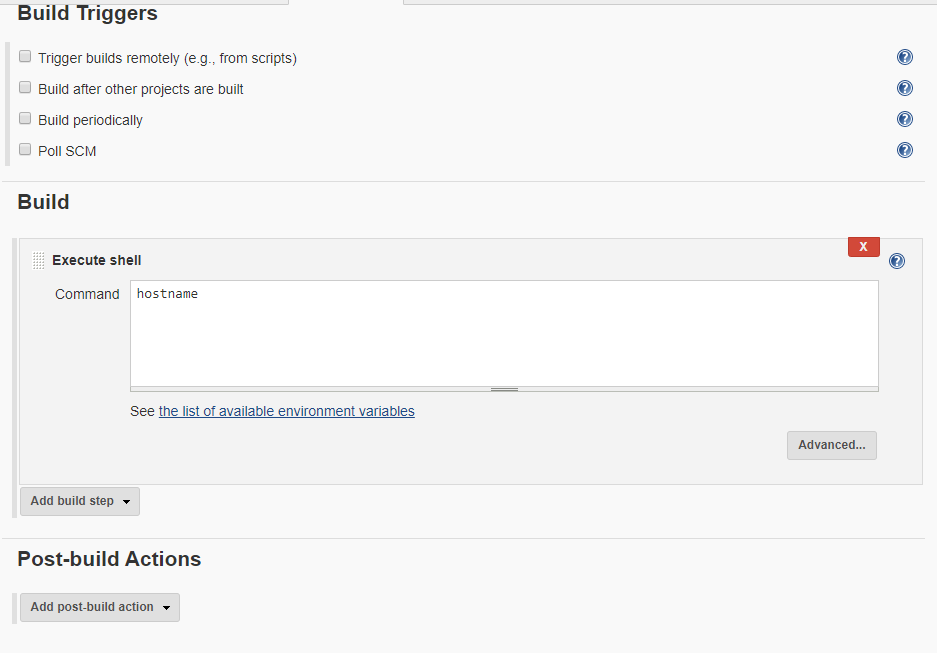 Build Triggers
Trigger builds remotely (e.g., from scripts)
?
Build after other projects are built
?
Build periodically
?
Poll SCM
?
Build
X
Execute shell
?
Command
hostname
See the list of available environment variables
Advanced...
Add build step
Post-build Actions
Add post-build action